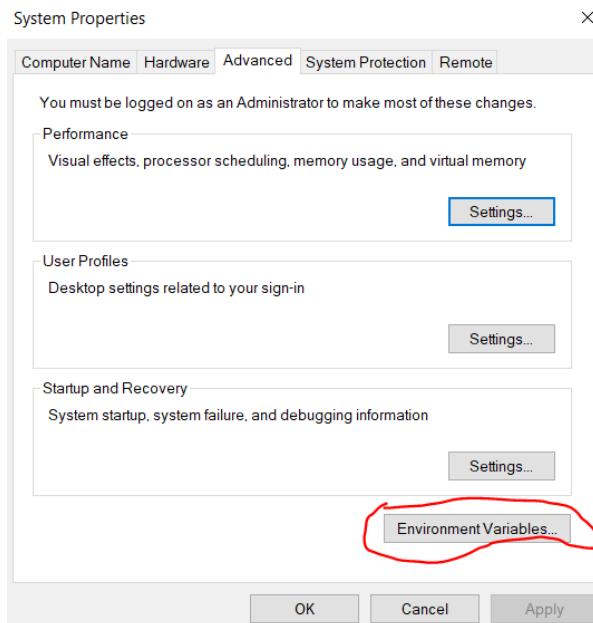 System Properties
Computer Name Hardware Advanced System Protection Remote
You must be logged on as an Administrator to make most of these changes.
Performance
Visual effects, processor scheduling, memory usage, and virtual memory
Settings...
User Profiles
Desktop settings related to your sign-in
Settings...
Startup and Recovery
System startup, system failure, and debugging information
Settings...
Environment Variables...
OK Cancel Apply